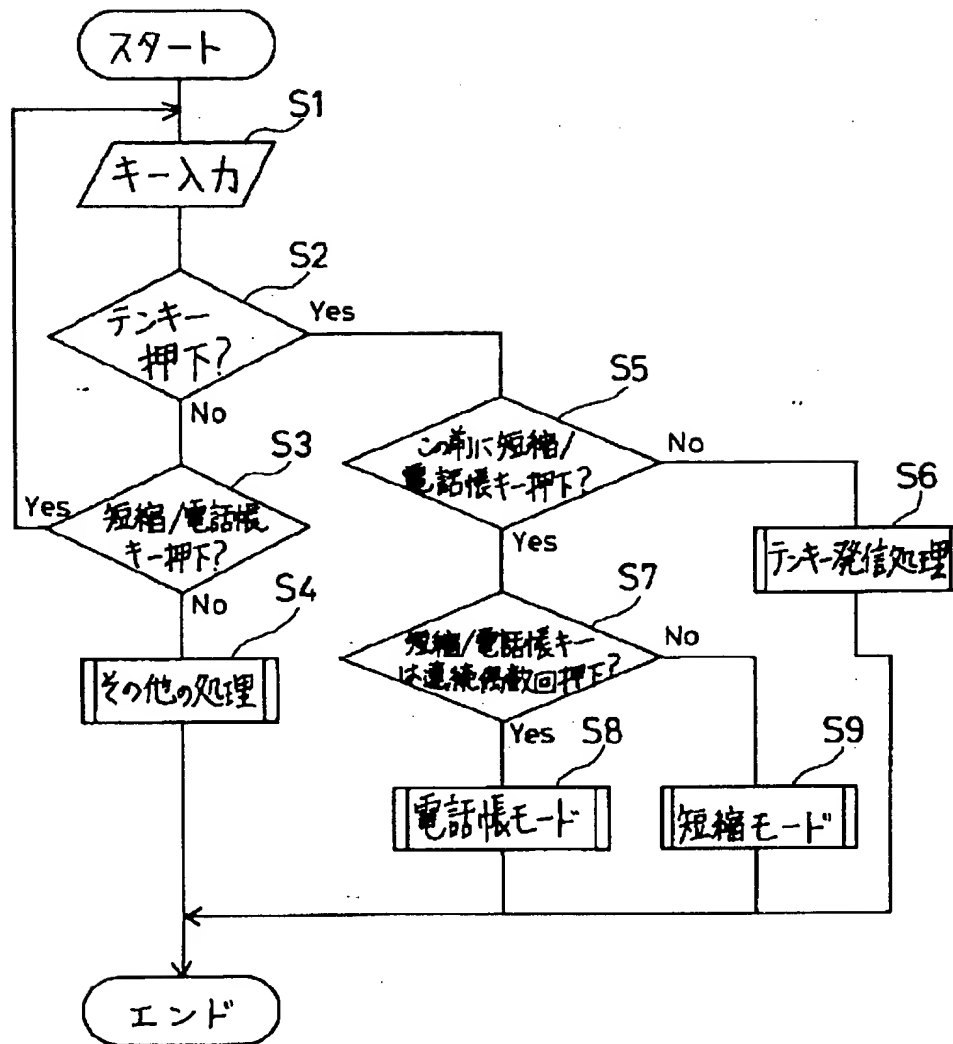 スタート
S1
キー入力
S2
テンキー
押下?
Yes
No
S3
短縮/電話帳
キー押下?
Yes
No
S4
その他の処理
S5
この前に短縮/
電話帳キー押下?
No
Yes
S6
テンキー発信処理
S7
短縮/電話帳キー
は連続偶数回押下?
No
Yes
S8
電話帳モード
S9
短縮モード
エンド